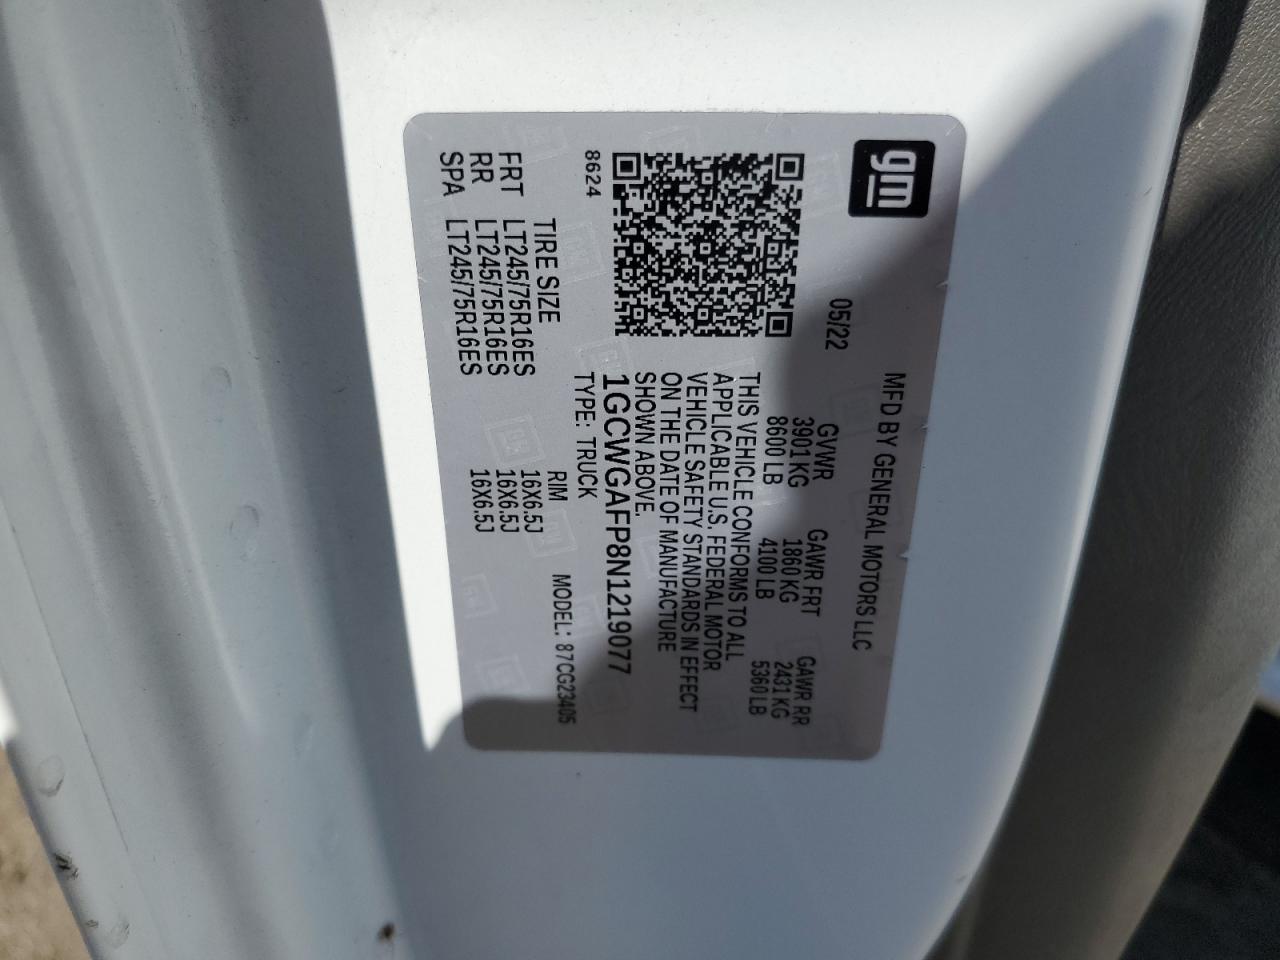 gm
MFD BY GENERAL MOTORS LLC
05/22
GVWR GAWR FRT GAWR RR
3901 KG 1860 KG 2431 KG
8600 LB 4100 LB 5360 LB
THIS VEHICLE CONFORMS TO ALL
APPLICABLE U.S. FEDERAL MOTOR
VEHICLE SAFETY STANDARDS IN EFFECT
ON THE DATE OF MANUFACTURE
SHOWN ABOVE.
1GCWGAFP8N1219077
8624
TYPE: TRUCK MODEL: 87CG23405
TIRE SIZE RIM
FRT LT245/75R16ES 16X6.5J
RR LT245/75R16ES 16X6.5J
SPA LT245/75R16ES 16X6.5J